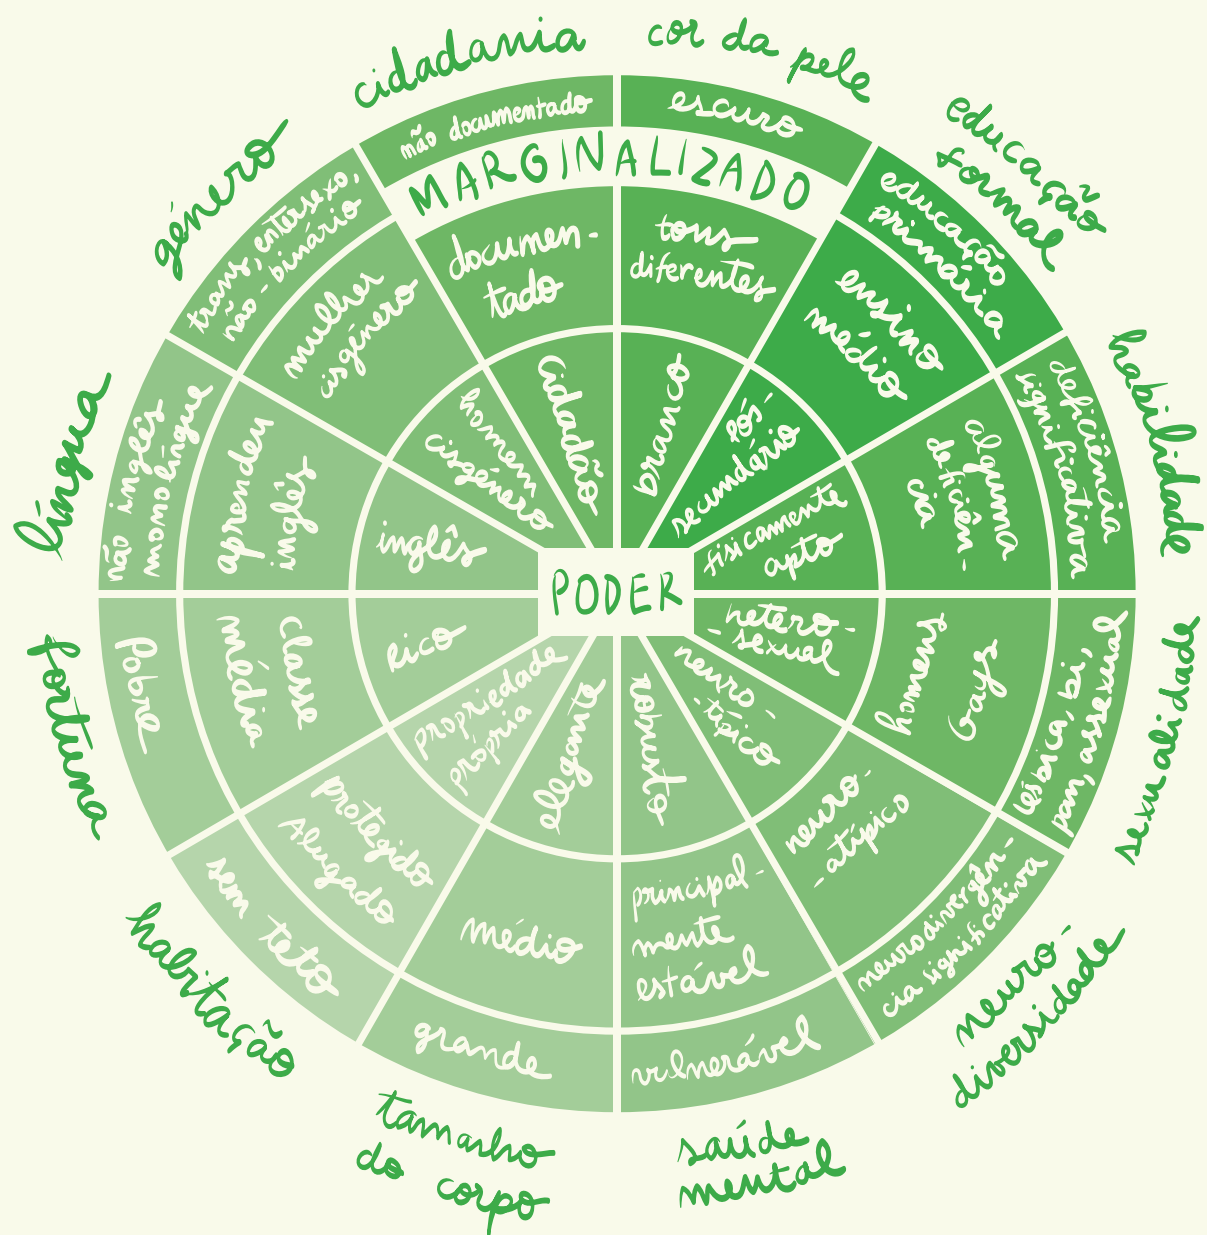 cidadania
cor da pele
educação
formal
habilidade
sexualidade
neuro-
diversidade
saúde
mental
tamanho
do corpo
habitação
fortuna
língua
género
não documentado
MARGINALIZADO
documen-
tado
cidadão
escuro
tons
diferentes
branco
educação
primária
ensino
médio
pós-
secundário
deficiência
significativa
alguma
deficiên-
cia
fisicamente
apto
lésbica, bi,
pan, assexual
homens
gays
hetero-
-sexual
neurodivergên-
cia significativa
neuro-
-atípico
neuro-
-típico
vulnerável
principal-
mente
estável
robusto
grande
médio
elegante
sem teto
protegido
Alugado
propriedade
própria
pobre
classe
média
rico
não inglês
monolíngue
aprendeu
inglês
inglês
trans, intersexo,
não-binário
mulher
cisgénero
homem
cisgénero
PODER